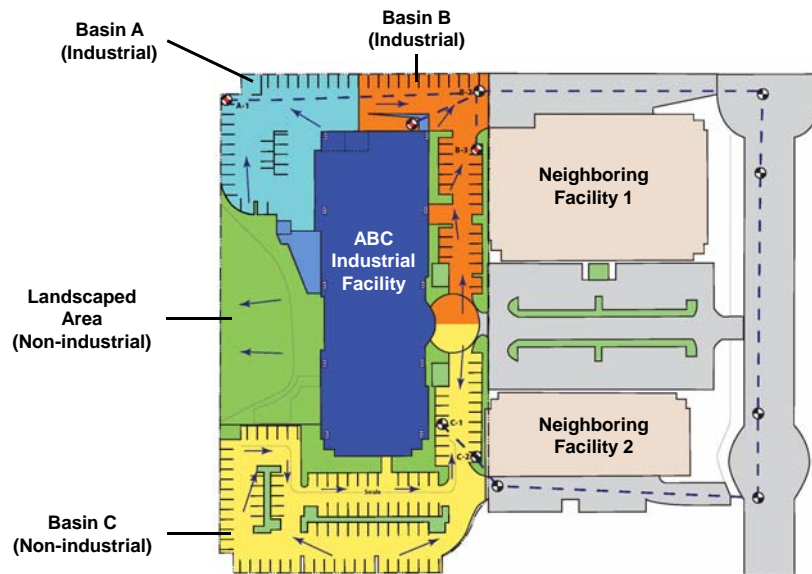 Basin A
(Industrial)
Basin B
(Industrial)
A-1
B-2
B-3
Neighboring
Facility 1
ABC
Industrial
Facility
Landscaped
Area
(Non-industrial)
C-1
C-2
Neighboring
Facility 2
Swale
Basin C
(Non-industrial)